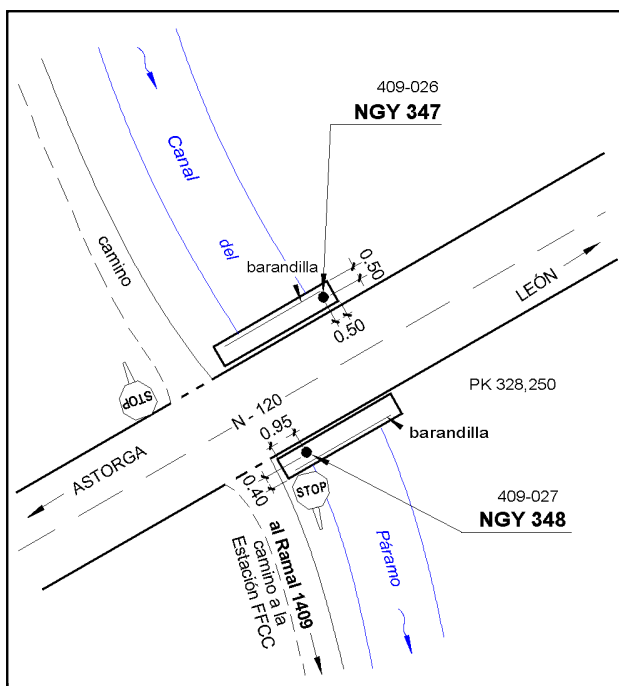 409-026
NGY 347
Canal
del
camino
barandilla
0.50
0.50
LEÓN
STOP
PK 328,250
N - 120
0.95
barandilla
ASTORGA
0.40
STOP
409-027
NGY 348
al Ramal 1409
camino a la
Estación FFCC
Páramo